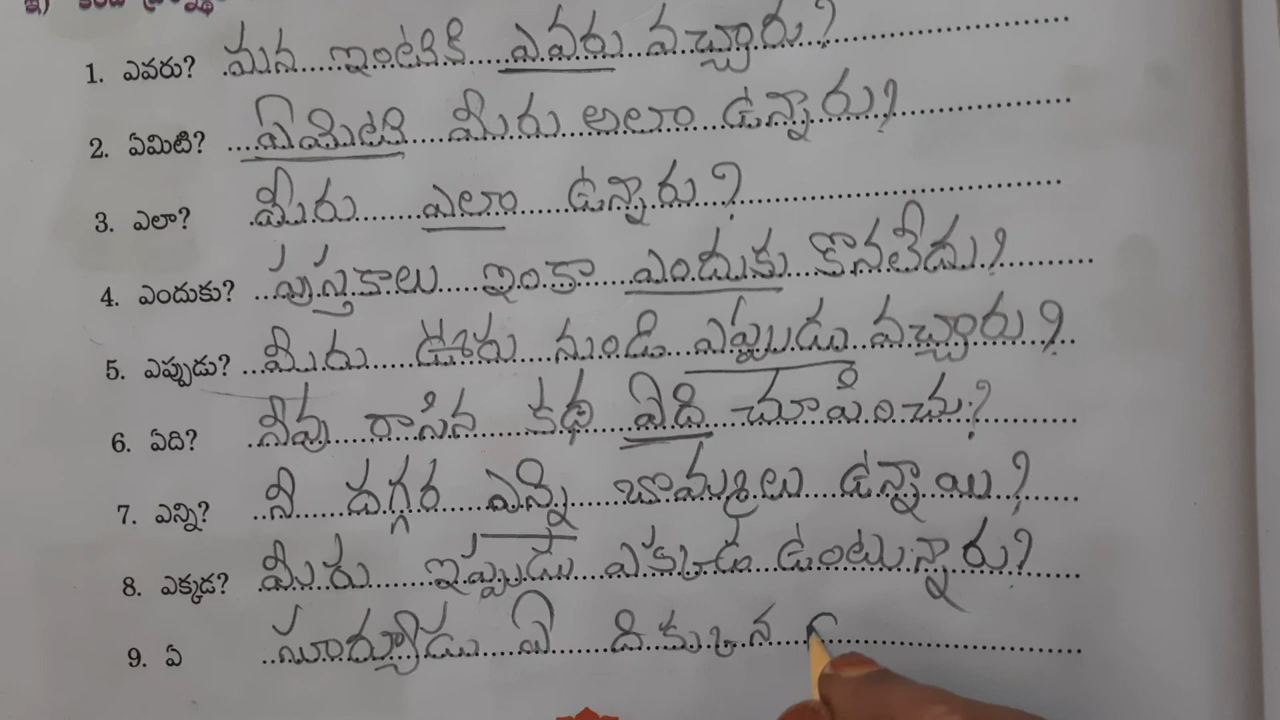 1. ఎవరు? మన ఇంటికి ఎవరు వచ్చారు?
2. ఏమిటి? ఏమిటి మీరు అలా ఉన్నారు?
3. ఎలా? మీరు ఎలా ఉన్నారు?
4. ఎందుకు? పుస్తకాలు ఇంకా ఎందుకు కొనలేదు?
5. ఎప్పుడు? మీరు ఊరు నుండి ఎప్పుడు వచ్చారు?
6. ఏది? నీవు రాసిన కథ ఏది చూపించు?
7. ఎన్ని? నీ దగ్గర ఎన్ని బొమ్మలు ఉన్నాయి?
8. ఎక్కడ? మీరు ఇప్పుడు ఎక్కడ ఉంటున్నారు?
9. ఏ సూర్యుడు ఏ దిక్కున